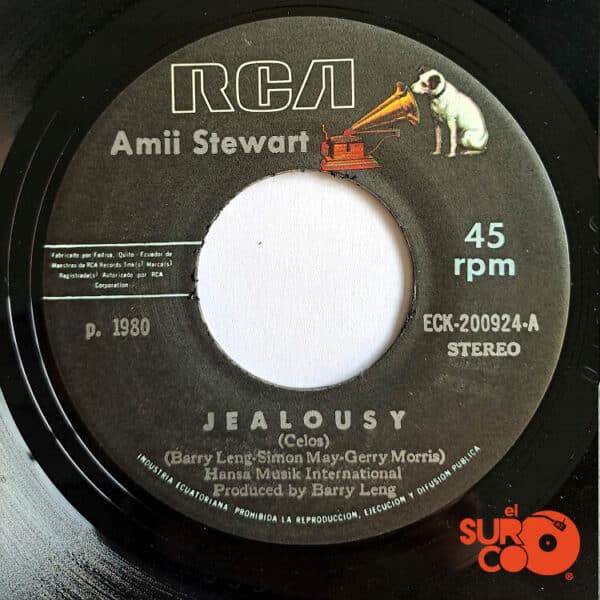 RCA
Amii Stewart
45
rpm
Fabricado por Fadisa, Quito - Ecuador de
Maestros de RCA Records Tmk(s) Marca(s)
Registrada(s) Autorizado por RCA
Corporation
p. 1980
ECK-200924-A
STEREO
JEALOUSY
(Celos)
(Barry Leng-Simon May-Gerry Morris)
Hansa Musik International
Produced by Barry Leng
INDUSTRIA ECUATORIANA PROHIBIDA LA REPRODUCCION, EJECUCION Y DIFUSION PUBLICA
el
SURCO
®